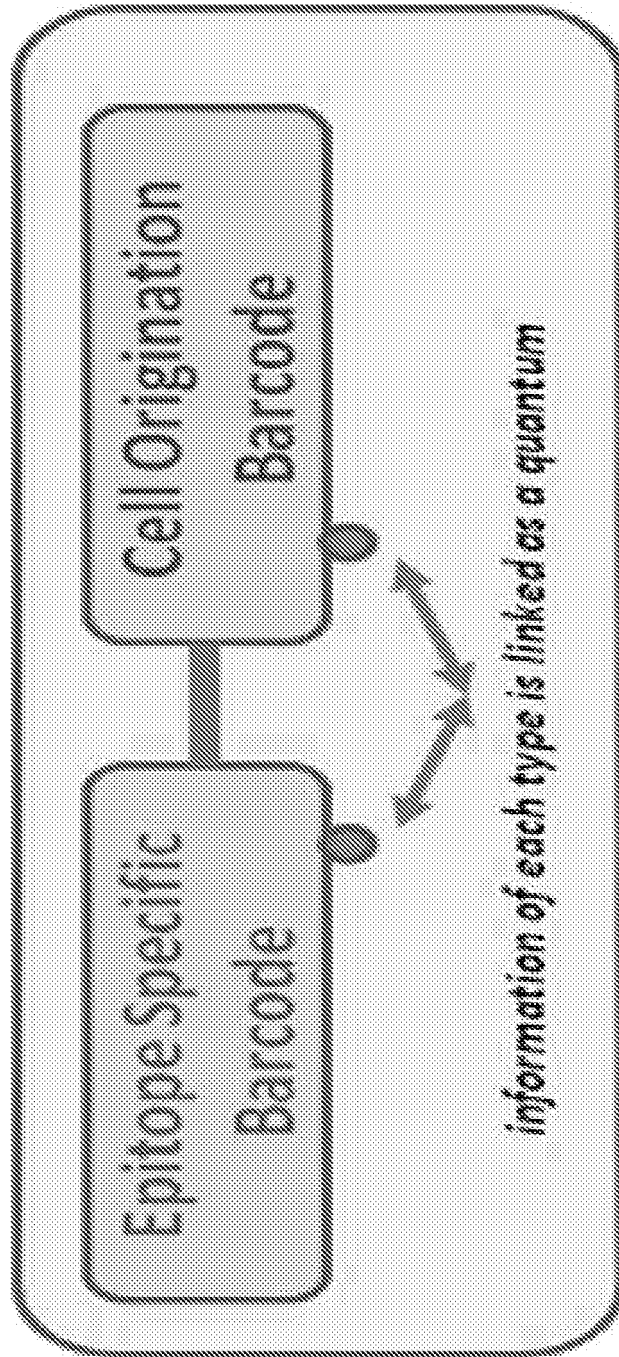 Epitope Specific
Barcode
Cell Origination
Barcode
information of each type is linked as a quantum